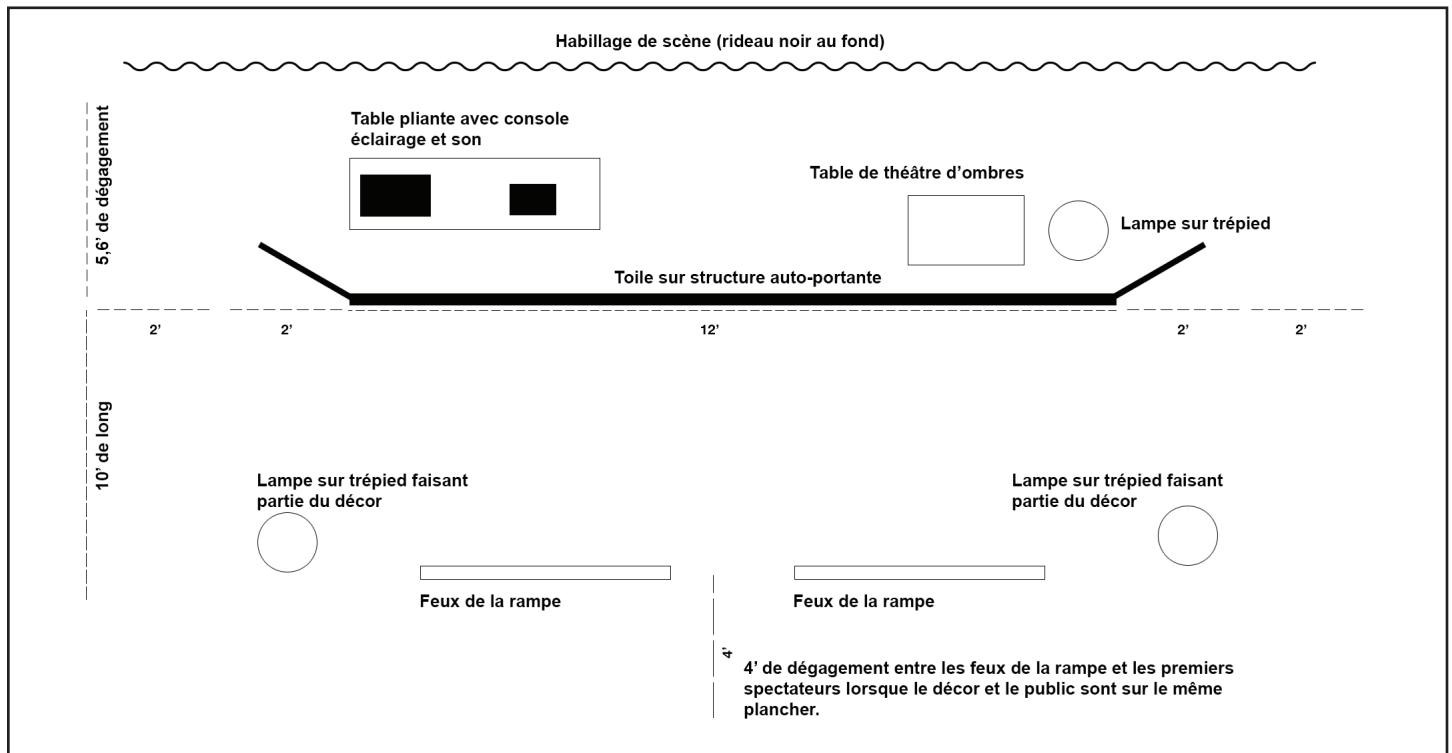 Habillage de scène (rideau noir au fond)
5,6’ de dégagement
Table pliante avec console
éclairage et son
Table de théâtre d’ombres
Lampe sur trépied
Toile sur structure auto-portante
2’
2’
12’
2’
2’
10’ de long
Lampe sur trépied faisant
partie du décor
Lampe sur trépied faisant
partie du décor
Feux de la rampe
Feux de la rampe
4’
4’ de dégagement entre les feux de la rampe et les premiers
spectateurs lorsque le décor et le public sont sur le même
plancher.